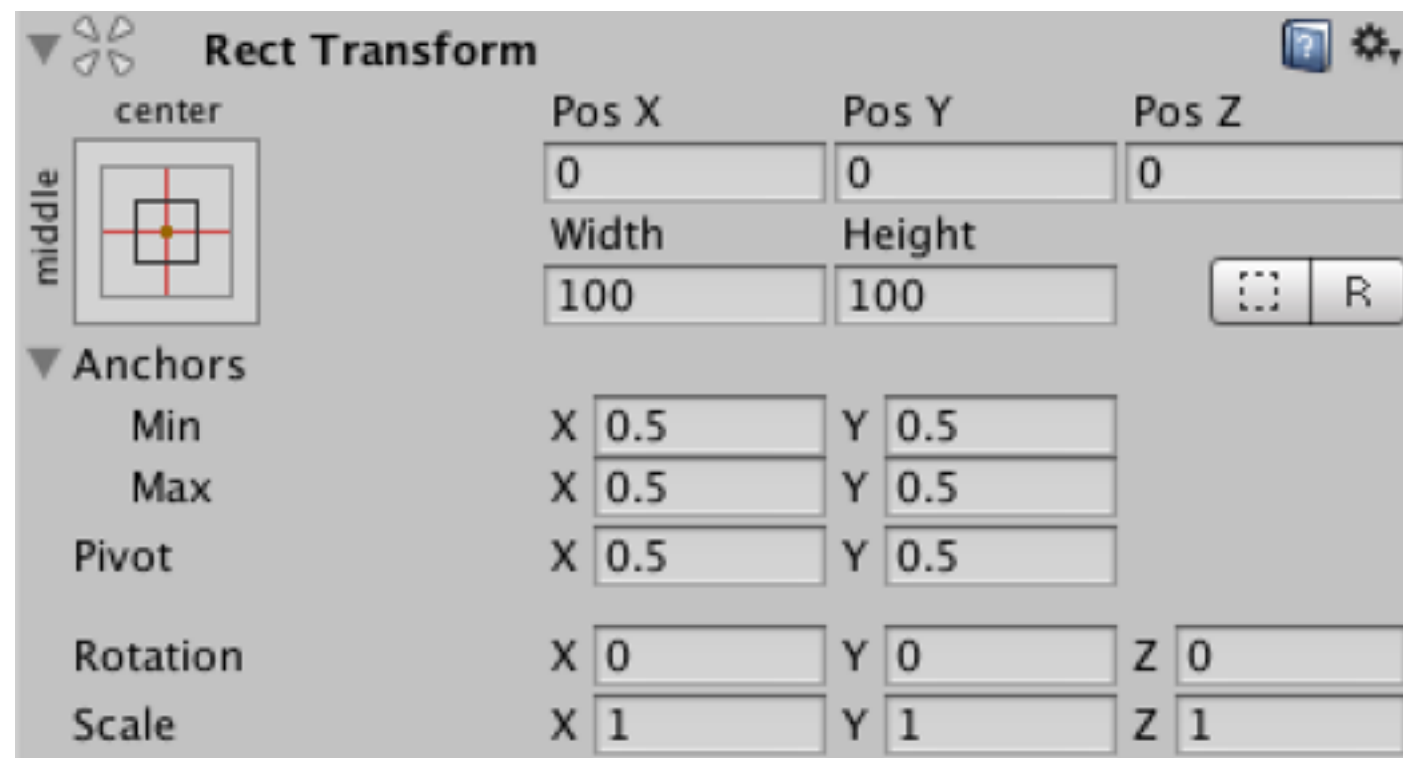 Rect Transform
center
middle
Pos X Pos Y Pos Z
0 0 0
Width Height
100 100
R
Anchors
Min X 0.5 Y 0.5
Max X 0.5 Y 0.5
Pivot X 0.5 Y 0.5
Rotation X 0 Y 0 Z 0
Scale X 1 Y 1 Z 1